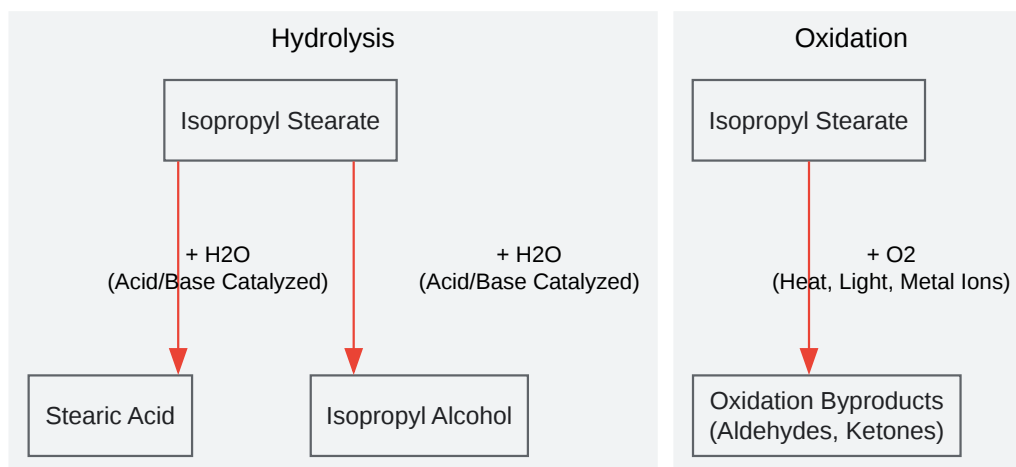 Hydrolysis
Isopropyl Stearate
+ H2O
(Acid/Base Catalyzed)
+ H2O
(Acid/Base Catalyzed)
Stearic Acid
Isopropyl Alcohol
Oxidation
Isopropyl Stearate
+ O2
(Heat, Light, Metal Ions)
Oxidation Byproducts
(Aldehydes, Ketones)